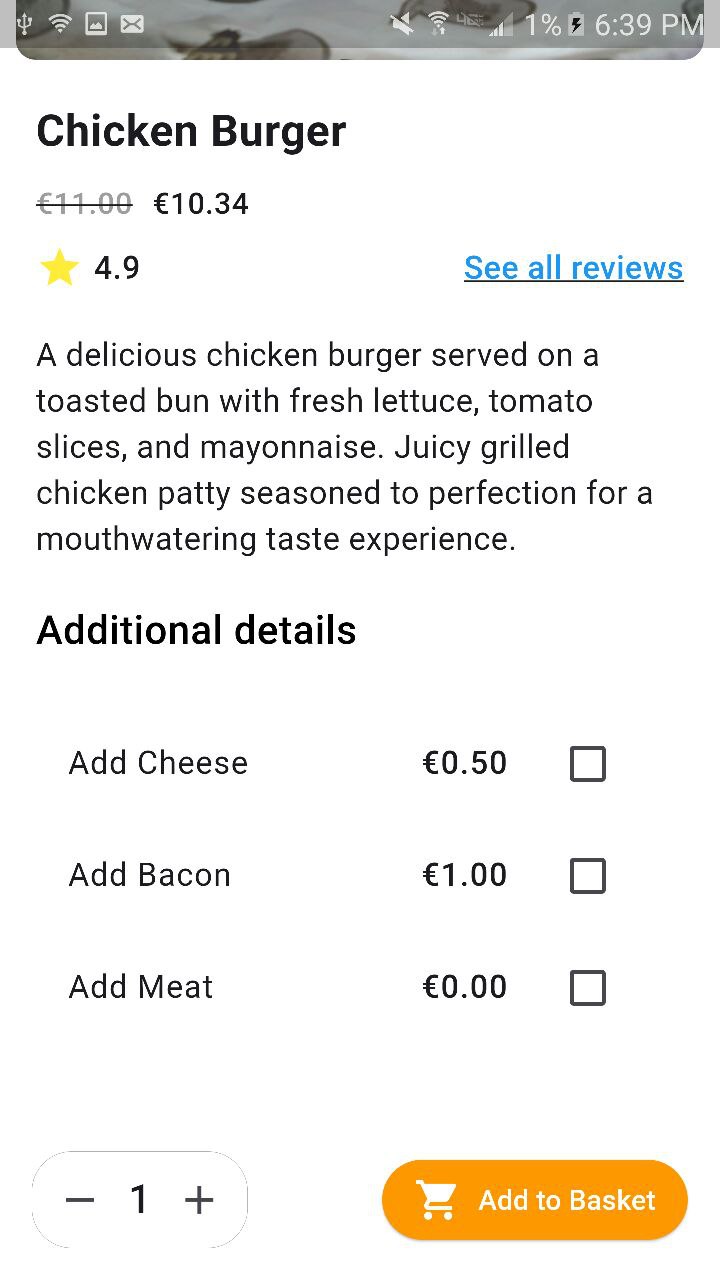 1% 6:39 PM
Chicken Burger
€11.00 €10.34
4.9 See all reviews
A delicious chicken burger served on a
toasted bun with fresh lettuce, tomato
slices, and mayonnaise. Juicy grilled
chicken patty seasoned to perfection for a
mouthwatering taste experience.
Additional details
Add Cheese €0.50
Add Bacon €1.00
Add Meat €0.00
1 Add to Basket